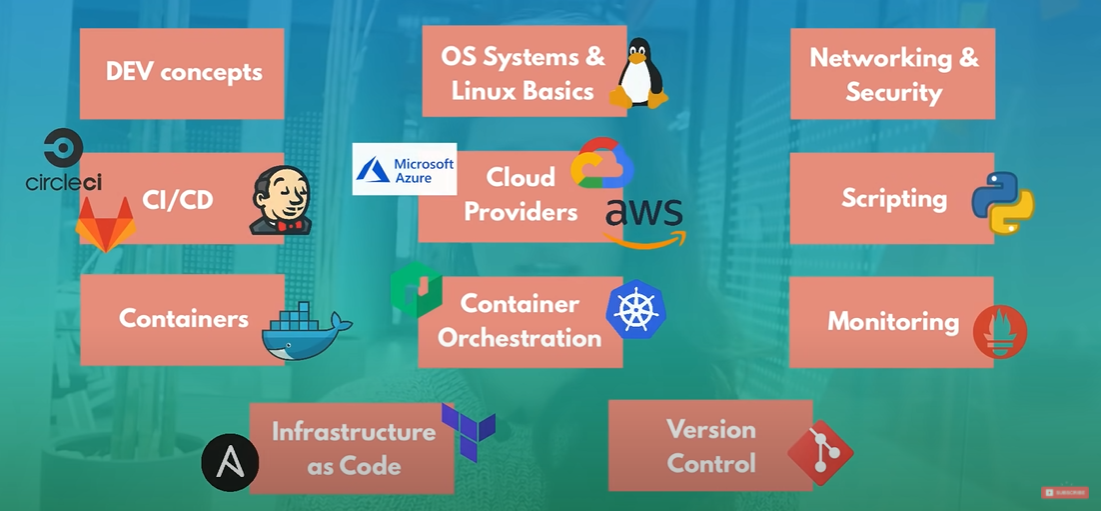 DEV concepts
OS Systems &
Linux Basics
Networking &
Security
circleci
CI/CD
Microsoft
Azure
Cloud
Providers
aws
Scripting
Containers
Container
Orchestration
Monitoring
Infrastructure
as Code
Version
Control
SUBSCRIBE